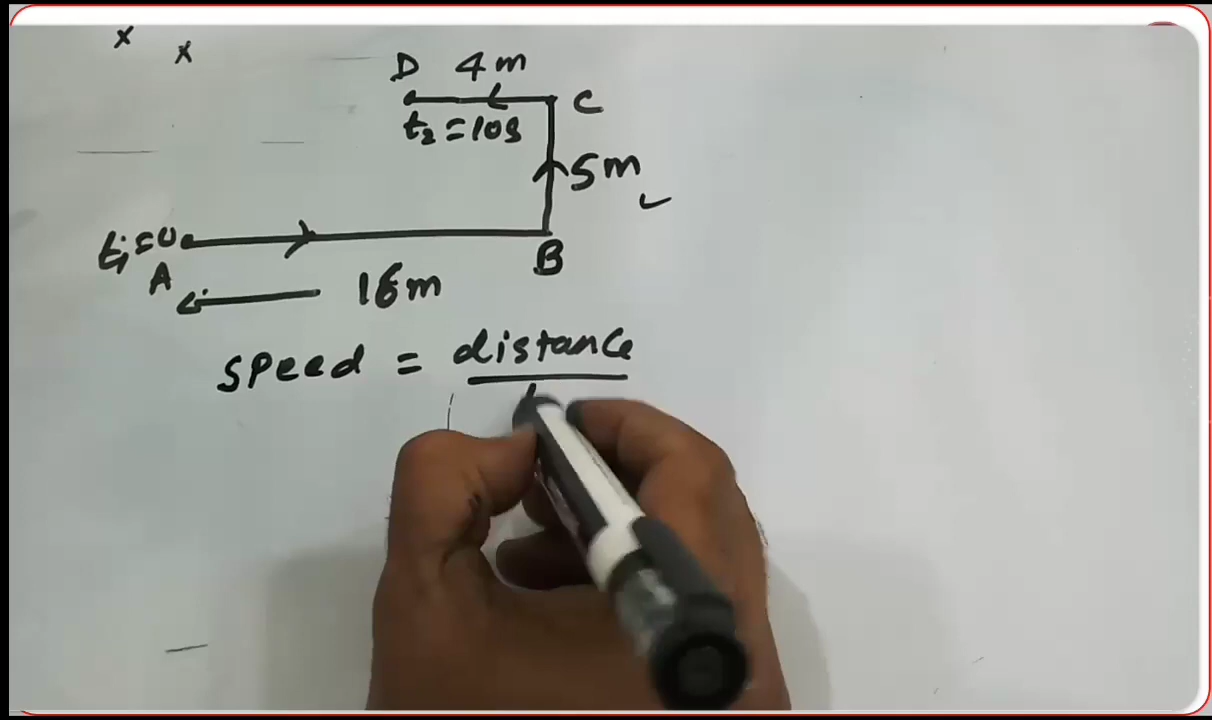 x x
D 4m
C
t₂=10s
5m
t₁=0
A
B
16m
speed = distance